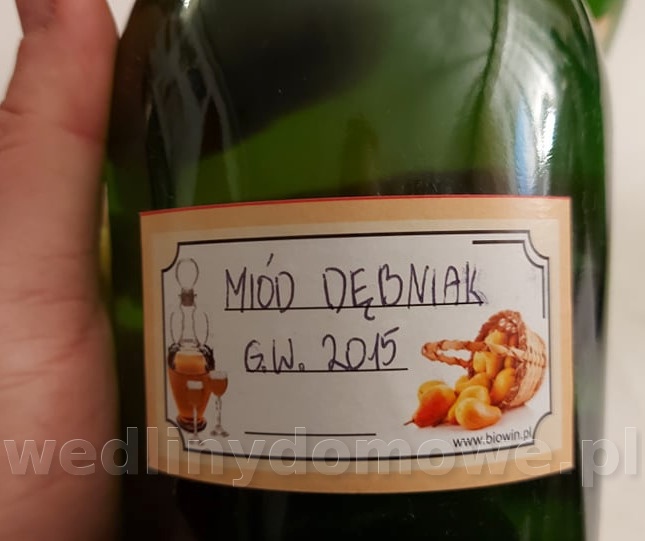 MIÓD DĘBNIAK
G.W. 2015
www.biowin.pl
wedlinydomowe.pl